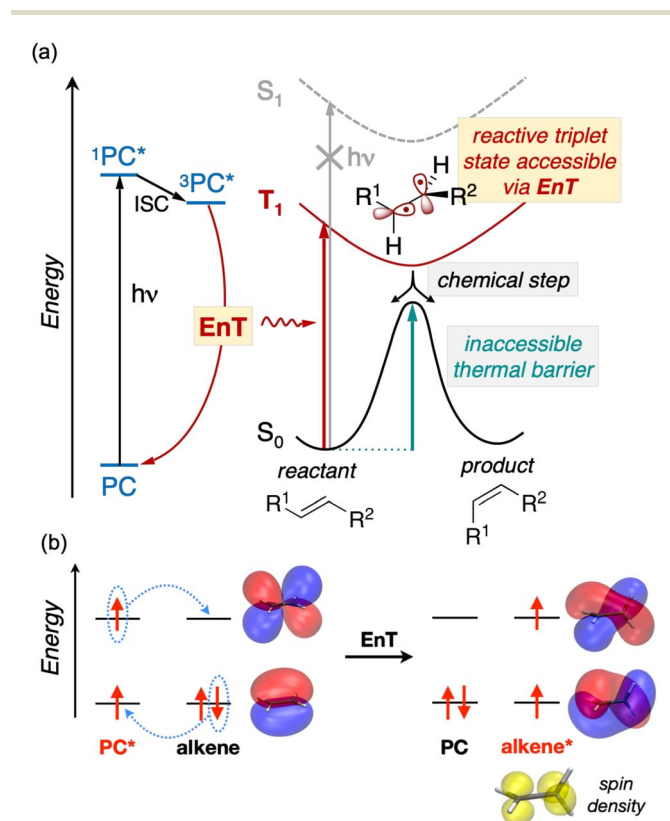 (a)
Energy
¹PC*
ISC
³PC*
hν
EnT
PC
S₁
hν
T₁
reactive triplet
state accessible
via EnT
H
R¹
R²
H
chemical step
inaccessible
thermal barrier
S₀
reactant
product
R¹
R²
R²
R¹
(b)
Energy
EnT
PC*
alkene
PC
alkene*
spin
density